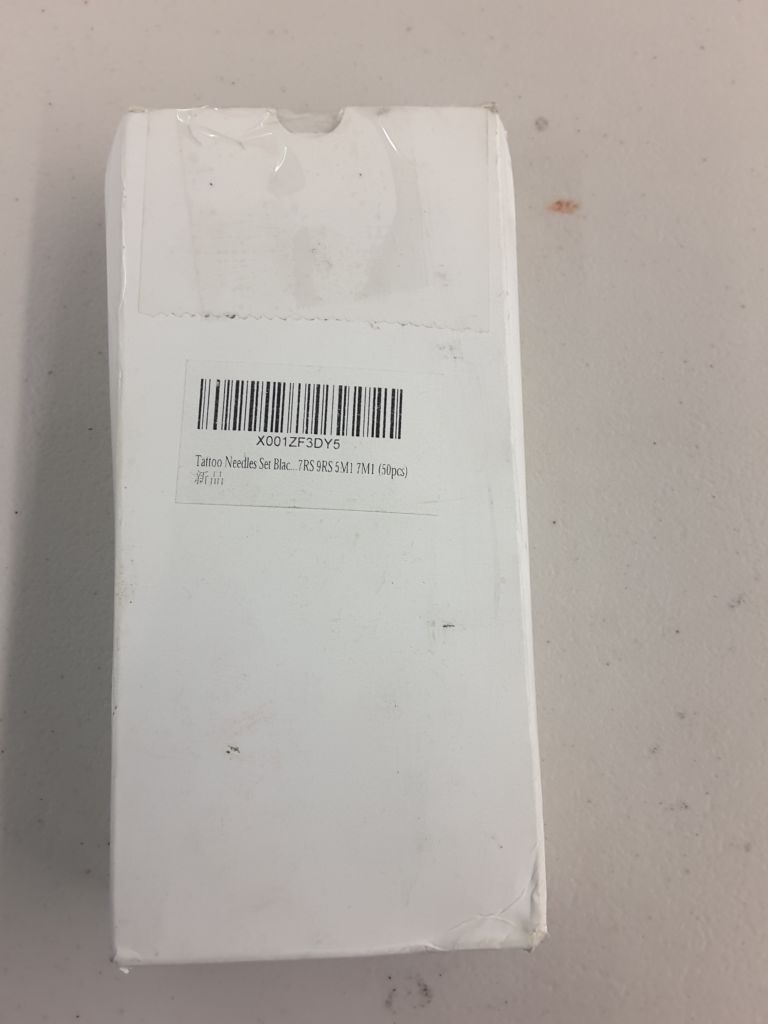 X001ZF3DY5
Tattoo Needles Set Blac...7RS 9RS 5M1 7M1 (50pcs)
新品